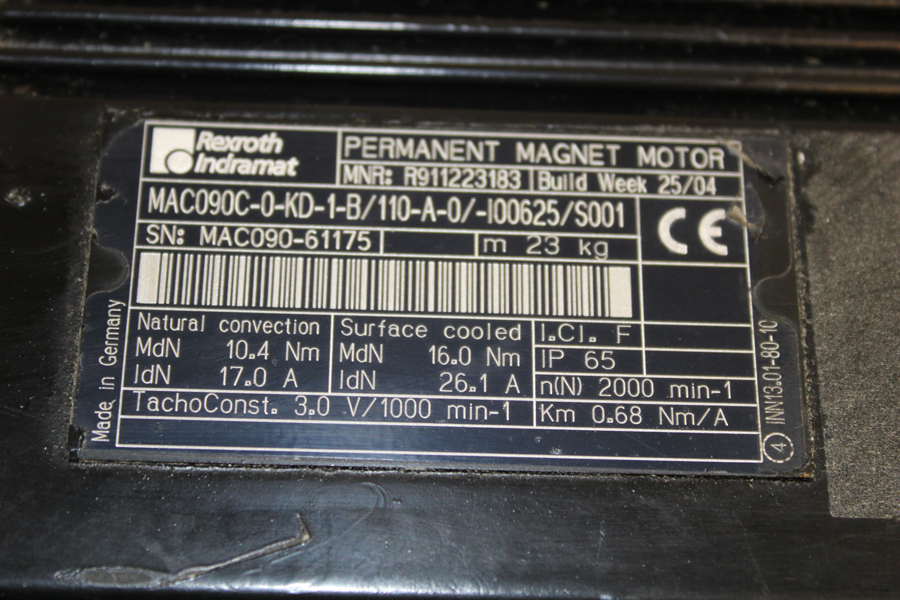 Rexroth
Indramat
PERMANENT MAGNET MOTOR
MNR: R911223183 Build Week 25/04
MAC090C-0-KD-1-B/110-A-0/-I00625/S001
CE
SN: MAC090-61175 m 23 kg
Natural convection
MdN 10.4 Nm
IdN 17.0 A
Surface cooled
MdN 16.0 Nm
IdN 26.1 A
I.Cl. F
IP 65
n(N) 2000 min-1
TachoConst. 3.0 V/1000 min-1
Km 0.68 Nm/A
Made in Germany
4 INN13.01-80-10